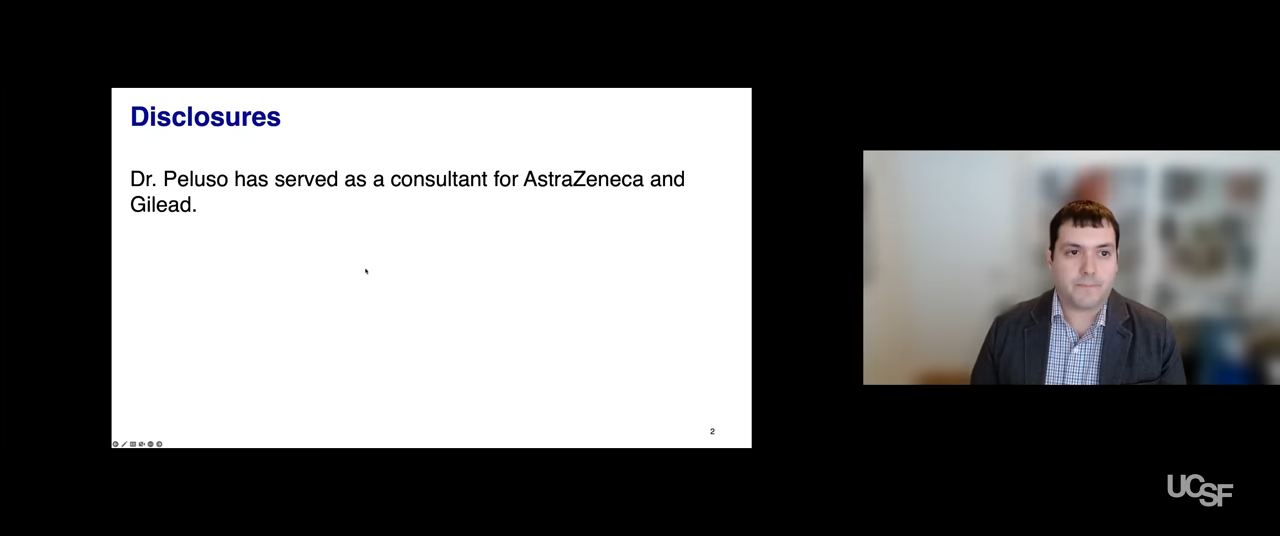 Disclosures
Dr. Peluso has served as a consultant for AstraZeneca and
Gilead.
2
UCSF